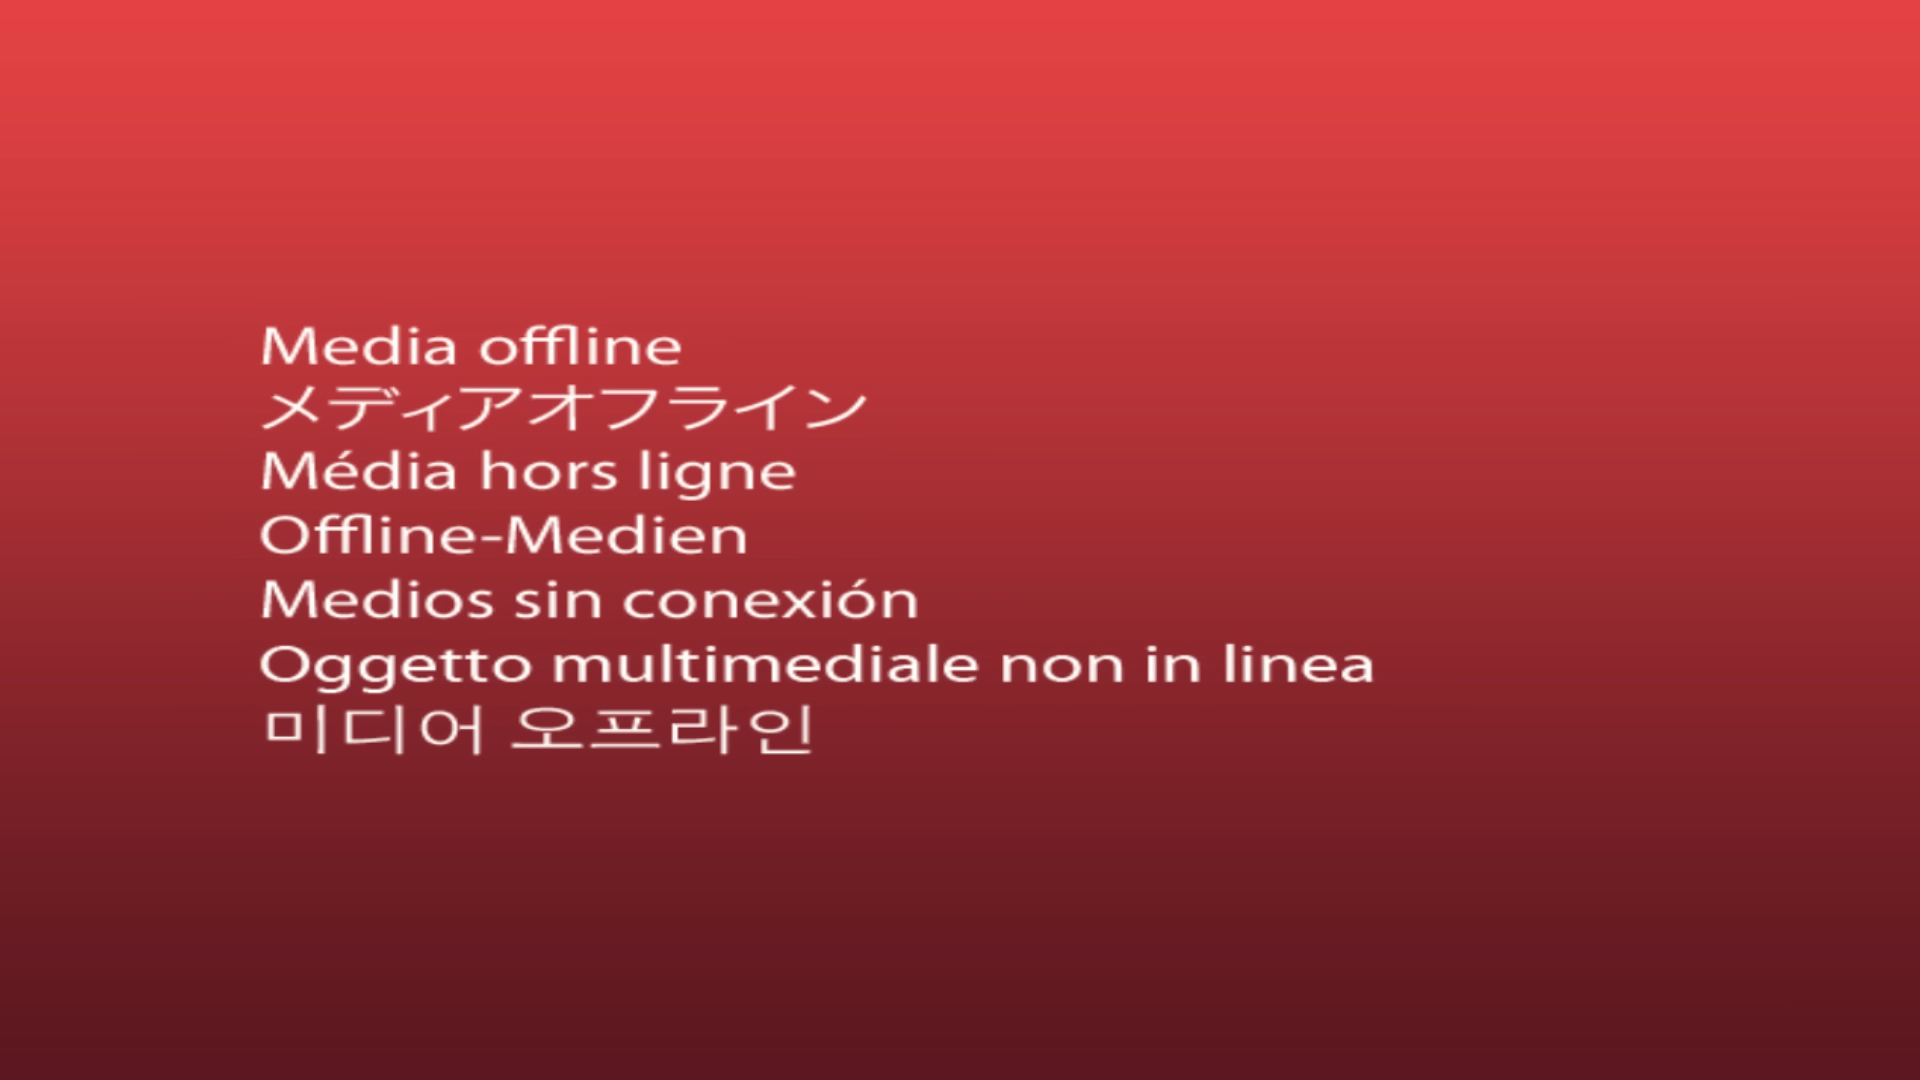 Media offline
メディアオフライン
Média hors ligne
Offline-Medien
Medios sin conexión
Oggetto multimediale non in linea
미디어 오프라인